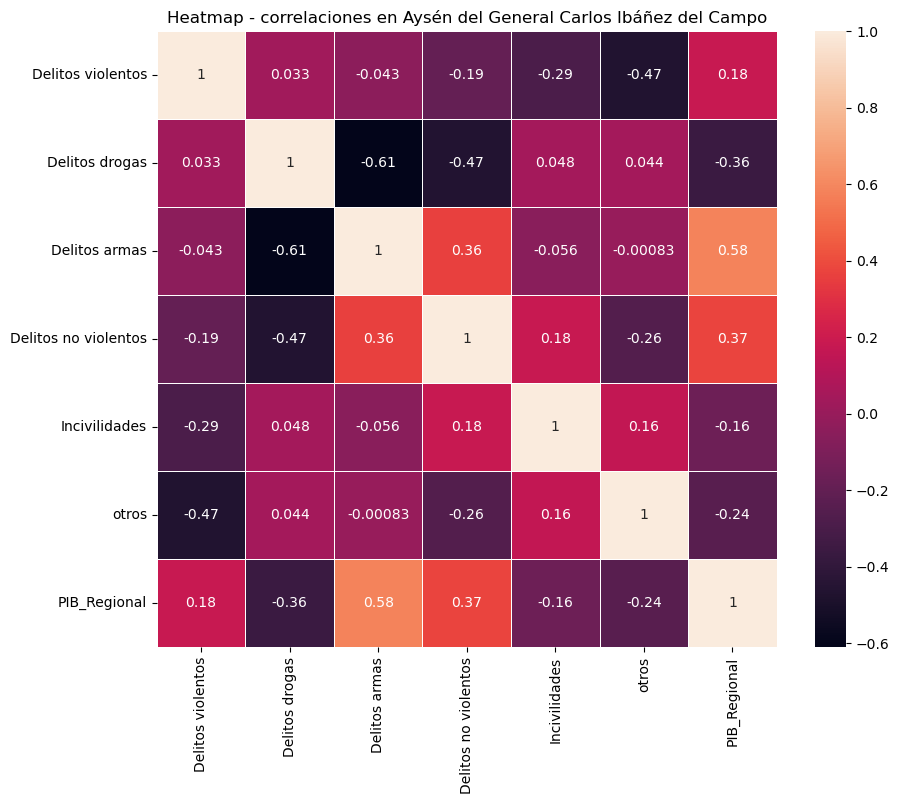 Heatmap - correlaciones en Aysén del General Carlos Ibáñez del Campo
Delitos violentos 1 0.033 -0.043 -0.19 -0.29 -0.47 0.18
Delitos drogas 0.033 1 -0.61 -0.47 0.048 0.044 -0.36
Delitos armas -0.043 -0.61 1 0.36 -0.056 -0.00083 0.58
Delitos no violentos -0.19 -0.47 0.36 1 0.18 -0.26 0.37
Incivilidades -0.29 0.048 -0.056 0.18 1 0.16 -0.16
otros -0.47 0.044 -0.00083 -0.26 0.16 1 -0.24
PIB_Regional 0.18 -0.36 0.58 0.37 -0.16 -0.24 1
Delitos violentos
Delitos drogas
Delitos armas
Delitos no violentos
Incivilidades
otros
PIB_Regional
1.0
0.8
0.6
0.4
0.2
0.0
−0.2
−0.4
−0.6